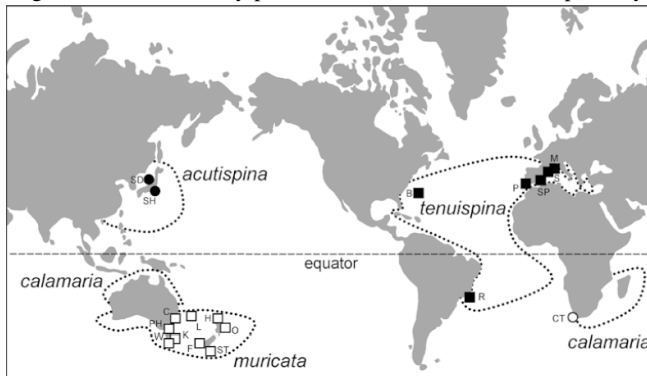 acutispina
SD
SH
M
S
P
SP
B
tenuispina
equator
calamaria
R
C
H
PH
L
O
W
K
CT
F
ST
calamaria
muricata